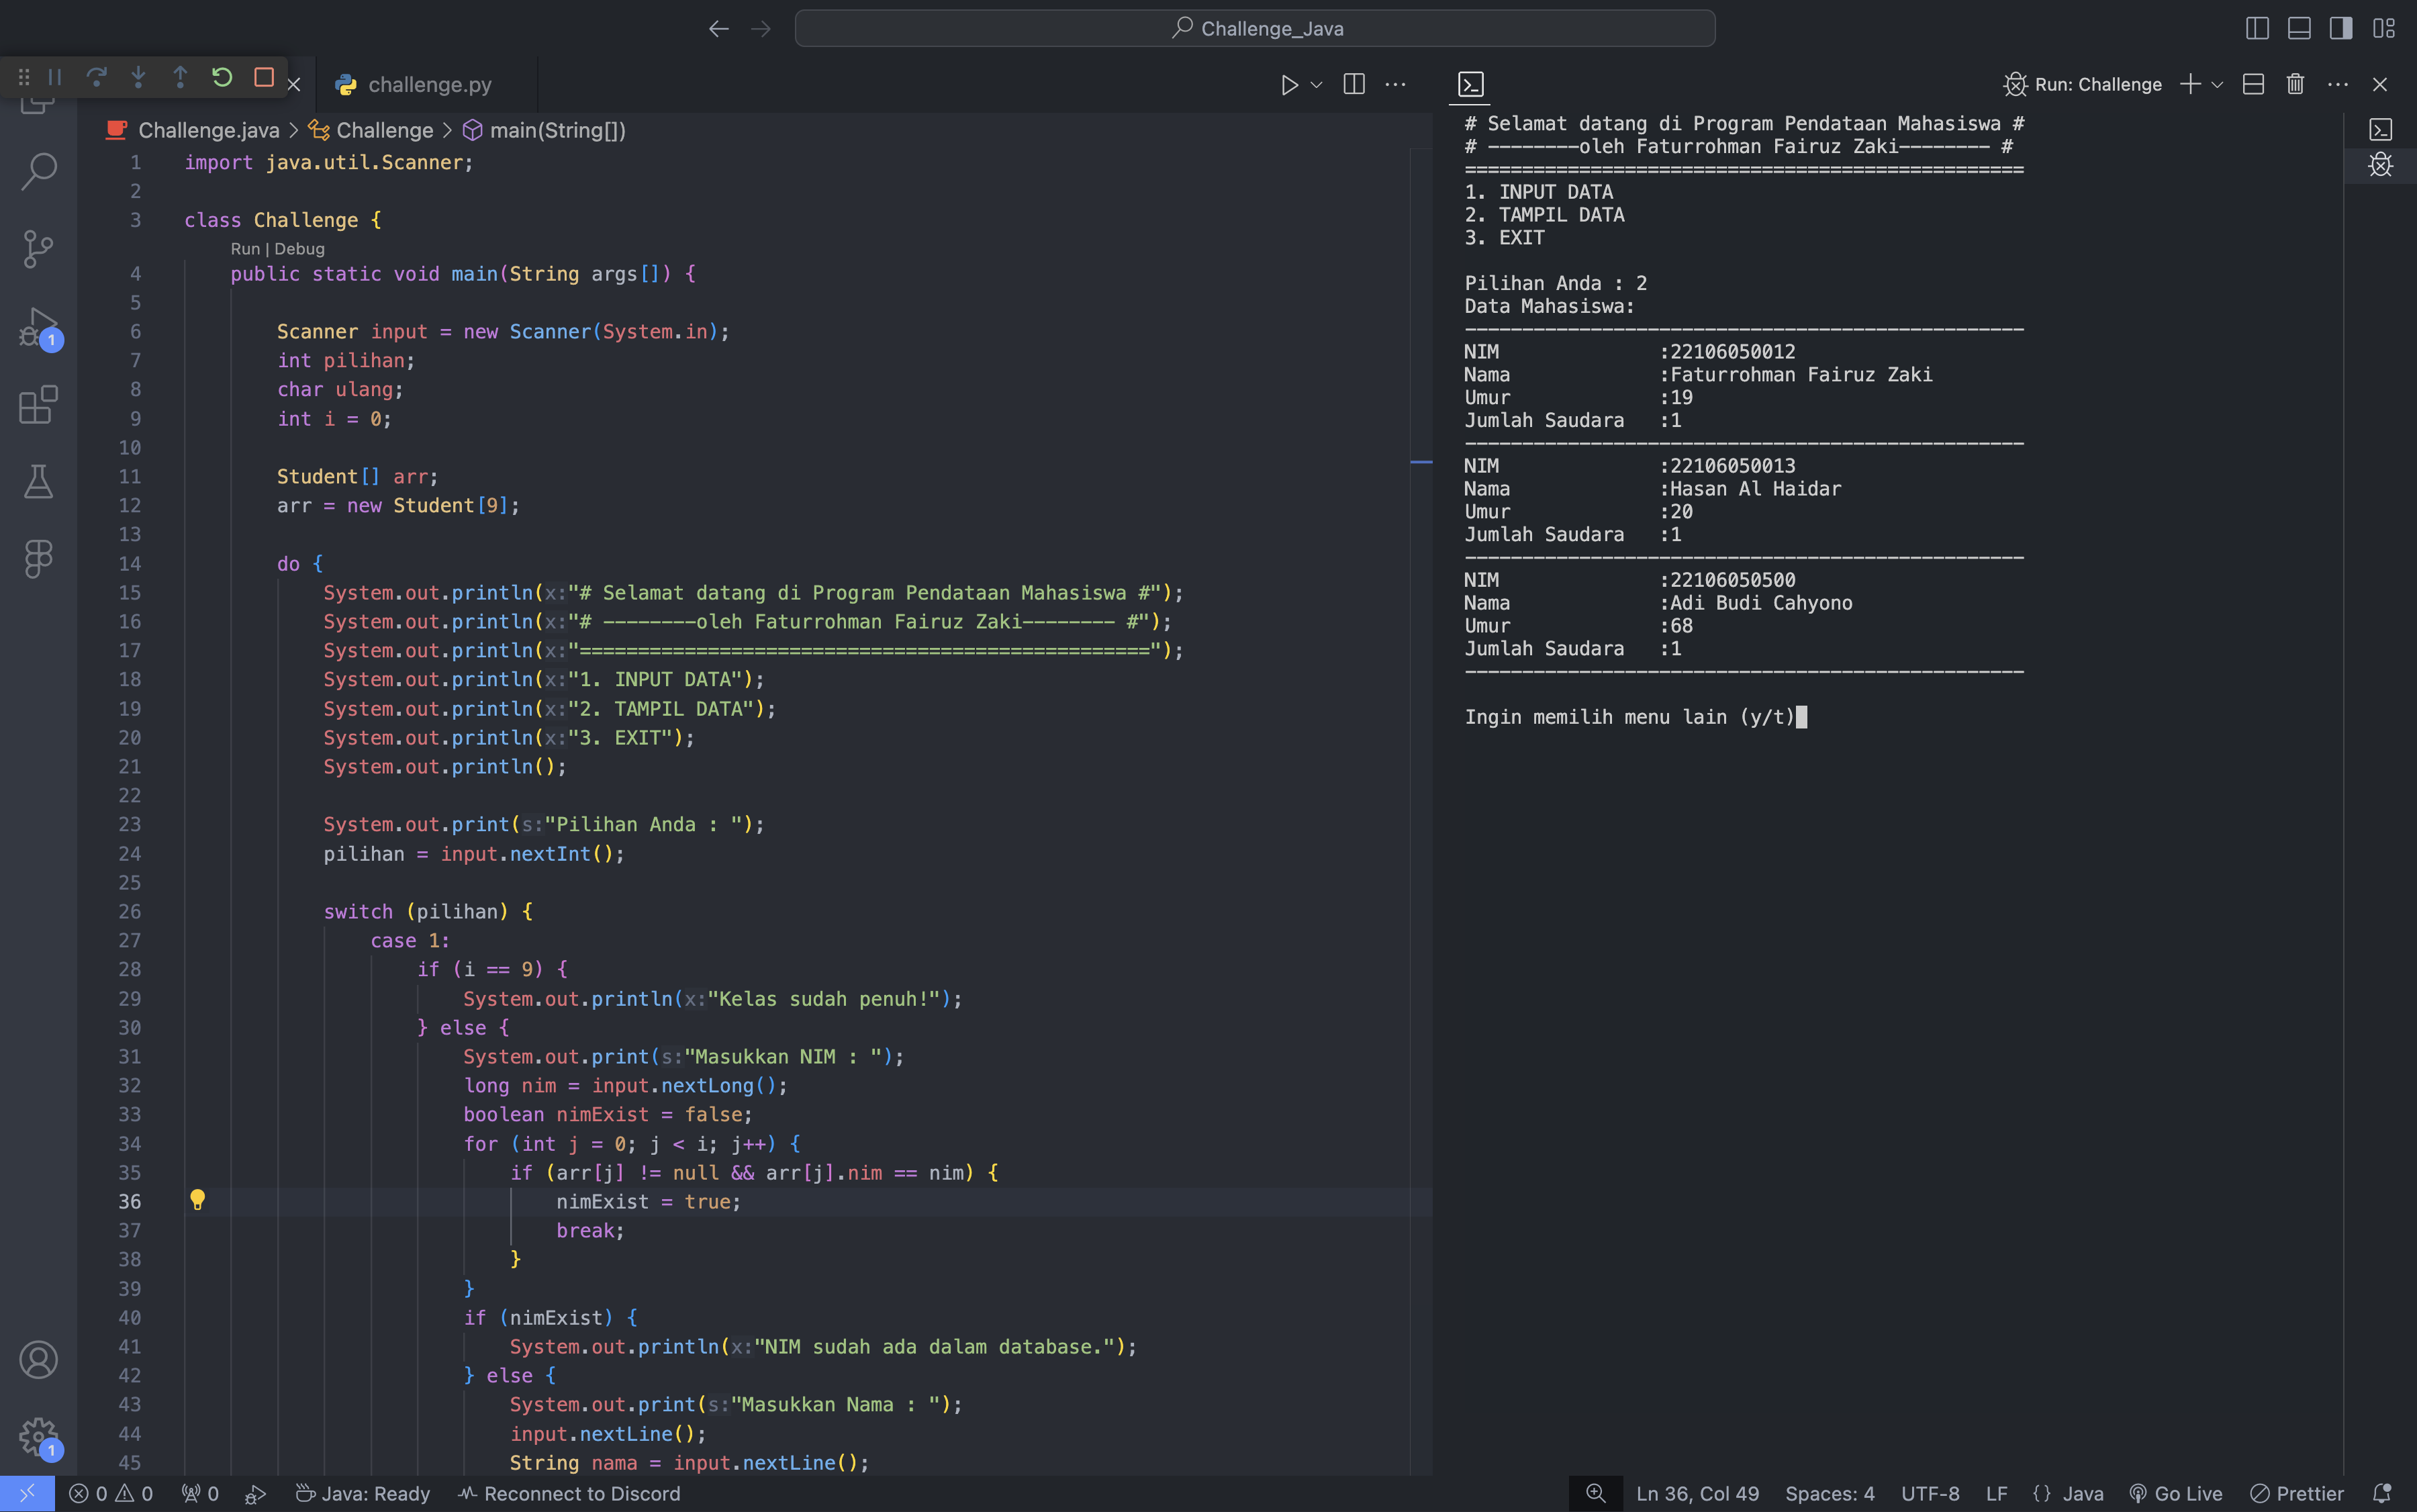 Challenge_Java
challenge.py
Run: Challenge
Challenge.java > Challenge > main(String[])
1 import java.util.Scanner;
2
3 class Challenge {
Run | Debug
4 public static void main(String args[]) {
5
6 Scanner input = new Scanner(System.in);
7 int pilihan;
8 char ulang;
9 int i = 0;
10
11 Student[] arr;
12 arr = new Student[9];
13
14 do {
15 System.out.println(x:"# Selamat datang di Program Pendataan Mahasiswa #");
16 System.out.println(x:"# --------oleh Faturrohman Fairuz Zaki-------- #");
17 System.out.println(x:"=================================================");
18 System.out.println(x:"1. INPUT DATA");
19 System.out.println(x:"2. TAMPIL DATA");
20 System.out.println(x:"3. EXIT");
21 System.out.println();
22
23 System.out.print(s:"Pilihan Anda : ");
24 pilihan = input.nextInt();
25
26 switch (pilihan) {
27 case 1:
28 if (i == 9) {
29 System.out.println(x:"Kelas sudah penuh!");
30 } else {
31 System.out.print(s:"Masukkan NIM : ");
32 long nim = input.nextLong();
33 boolean nimExist = false;
34 for (int j = 0; j < i; j++) {
35 if (arr[j] != null && arr[j].nim == nim) {
36 nimExist = true;
37 break;
38 }
39 }
40 if (nimExist) {
41 System.out.println(x:"NIM sudah ada dalam database.");
42 } else {
43 System.out.print(s:"Masukkan Nama : ");
44 input.nextLine();
45 String nama = input.nextLine();
# Selamat datang di Program Pendataan Mahasiswa #
# --------oleh Faturrohman Fairuz Zaki-------- #
=================================================
1. INPUT DATA
2. TAMPIL DATA
3. EXIT
Pilihan Anda : 2
Data Mahasiswa:
-------------------------------------------------
NIM :22106050012
Nama :Faturrohman Fairuz Zaki
Umur :19
Jumlah Saudara :1
-------------------------------------------------
NIM :22106050013
Nama :Hasan Al Haidar
Umur :20
Jumlah Saudara :1
-------------------------------------------------
NIM :22106050500
Nama :Adi Budi Cahyono
Umur :68
Jumlah Saudara :1
-------------------------------------------------
Ingin memilih menu lain (y/t)
1
1
0 0 0 Java: Ready Reconnect to Discord Ln 36, Col 49 Spaces: 4 UTF-8 LF {} Java Go Live Prettier